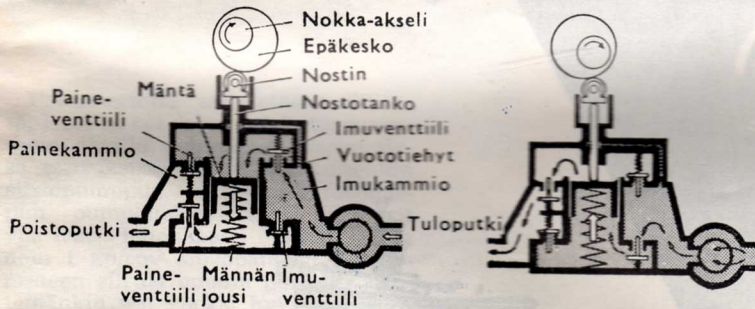 Nokka-akseli
Epäkesko
Nostin
Nostotanko
Mäntä
Paine-
venttiili
Imuventtiili
Painekammio
Vuototiehyt
Imukammio
Poistoputki
Tuloputki
Paine-
venttiili
Männän
jousi
Imu-
venttiili